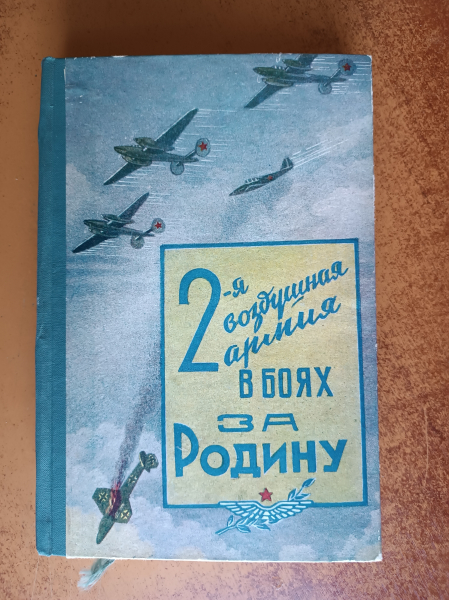 2-я
воздушная
армия
в боях
за
Родину